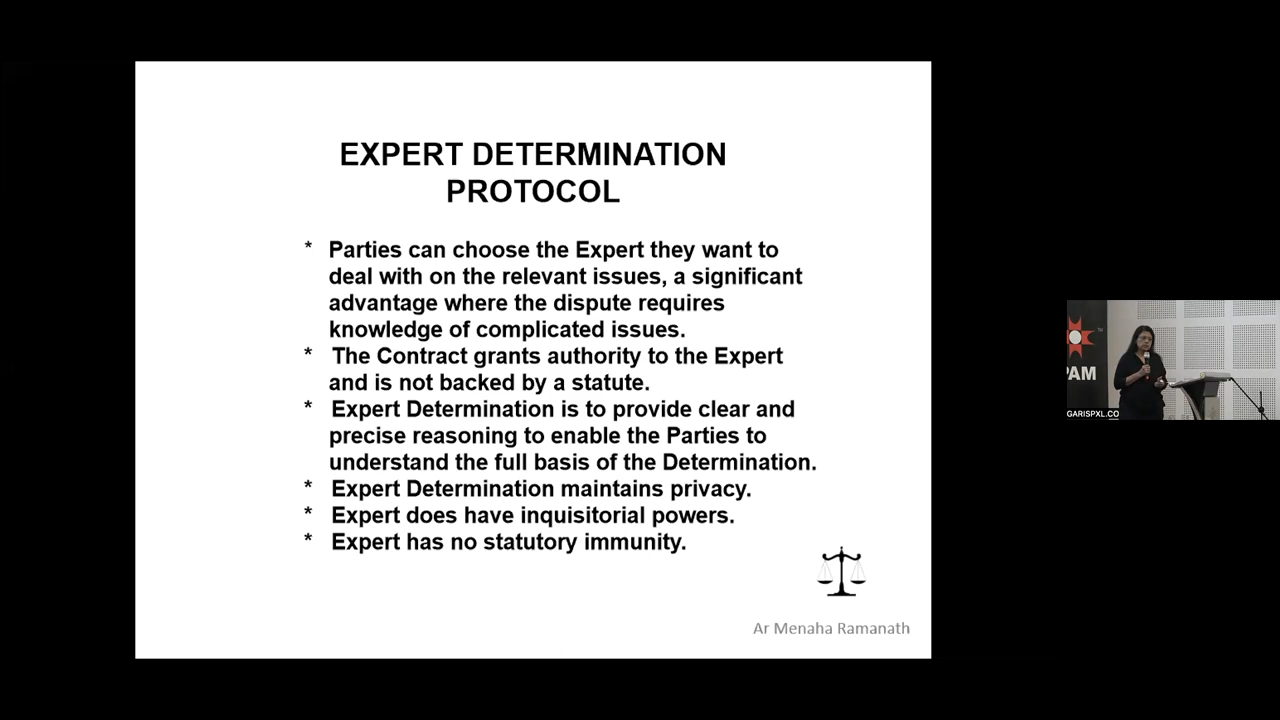 EXPERT DETERMINATION
PROTOCOL
* Parties can choose the Expert they want to
deal with on the relevant issues, a significant
advantage where the dispute requires
knowledge of complicated issues.
* The Contract grants authority to the Expert
and is not backed by a statute.
* Expert Determination is to provide clear and
precise reasoning to enable the Parties to
understand the full basis of the Determination.
* Expert Determination maintains privacy.
* Expert does have inquisitorial powers.
* Expert has no statutory immunity.
Ar Menaha Ramanath
PAM
GARISPXL.CO